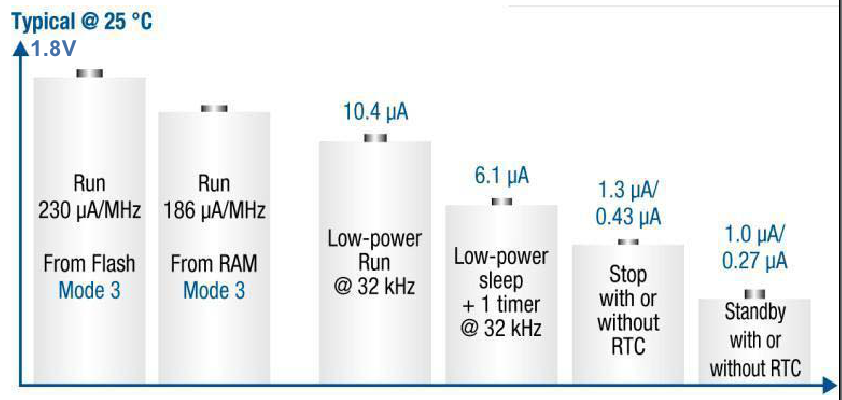 Typical @ 25 °C
1.8V
Run
230 µA/MHz
From Flash
Mode 3
Run
186 µA/MHz
From RAM
Mode 3
10.4 µA
Low-power
Run
@ 32 kHz
6.1 µA
Low-power
sleep
+ 1 timer
@ 32 kHz
1.3 µA/
0.43 µA
Stop
with or
without
RTC
1.0 µA/
0.27 µA
Standby
with or
without RTC